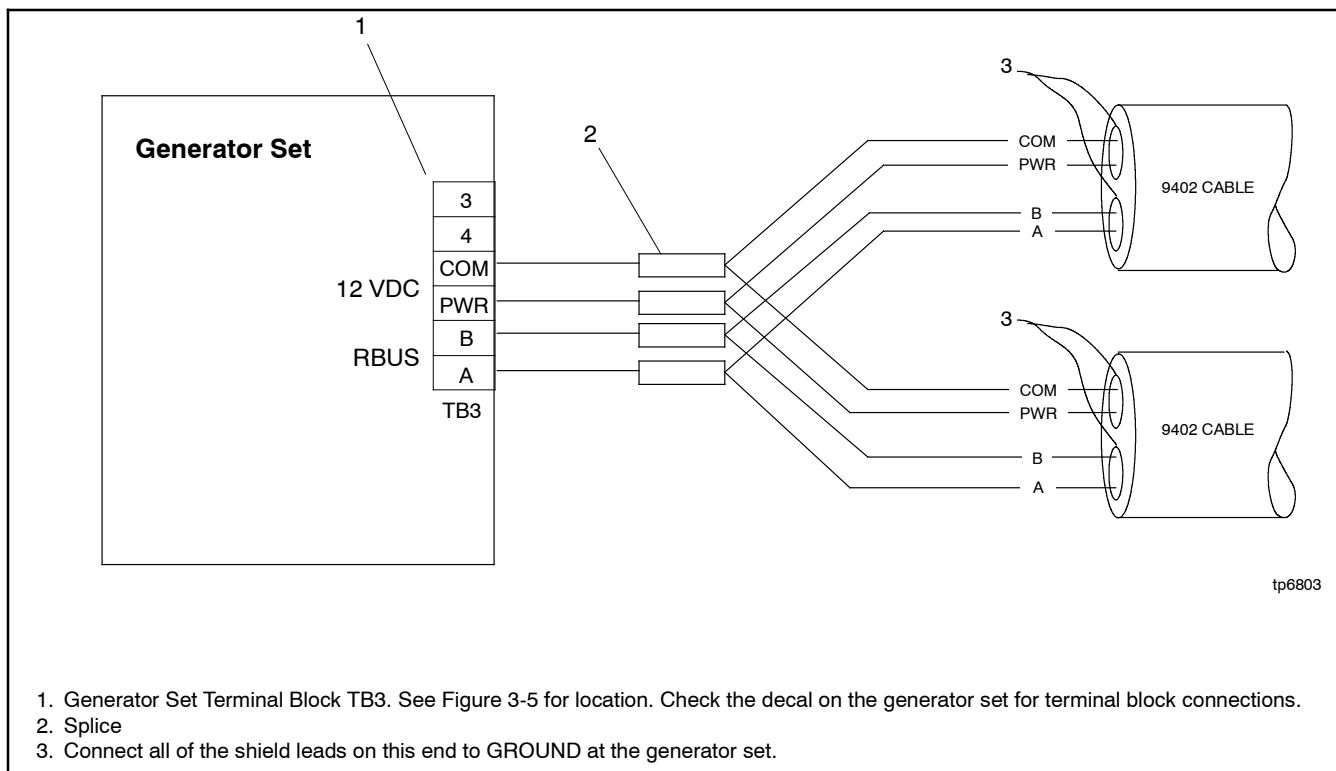 1
Generator Set
2
3
3
4
COM
PWR
B
A
12 VDC
RBUS
TB3
3
COM
PWR
B
A
9402 CABLE
3
COM
PWR
B
A
9402 CABLE
tp6803
1. Generator Set Terminal Block TB3. See Figure 3-5 for location. Check the decal on the generator set for terminal block connections.
2. Splice
3. Connect all of the shield leads on this end to GROUND at the generator set.